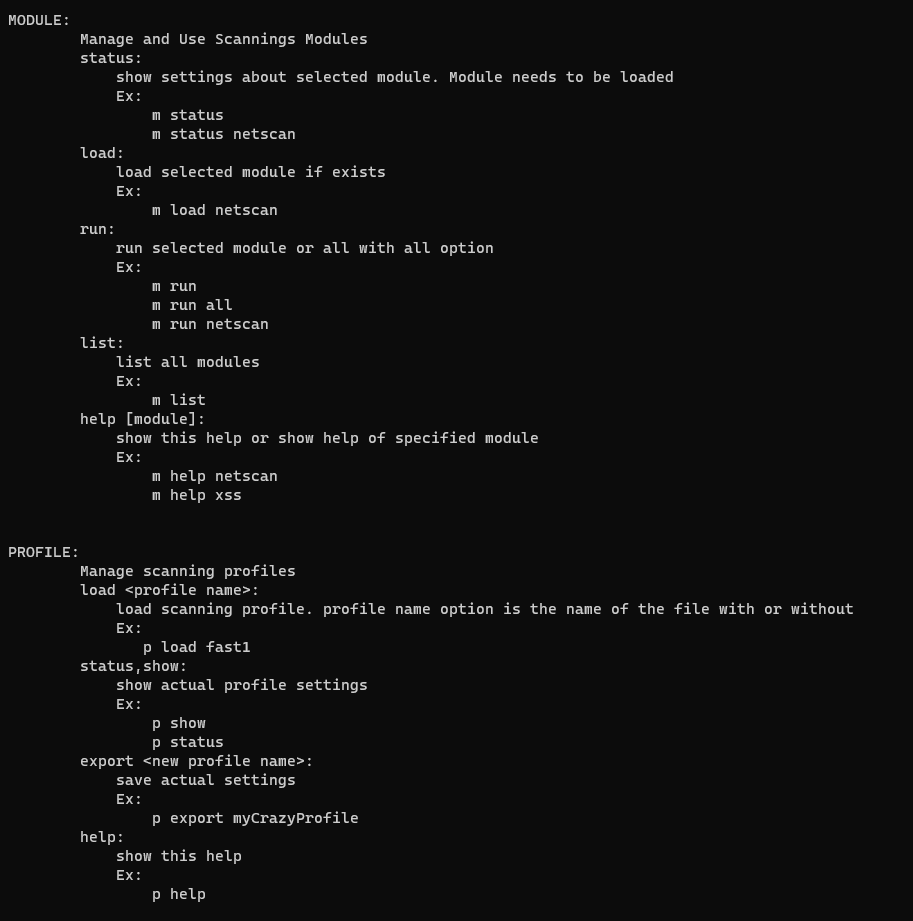 MODULE:
Manage and Use Scannings Modules
status:
show settings about selected module. Module needs to be loaded
Ex:
m status
m status netscan
load:
load selected module if exists
Ex:
m load netscan
run:
run selected module or all with all option
Ex:
m run
m run all
m run netscan
list:
list all modules
Ex:
m list
help [module]:
show this help or show help of specified module
Ex:
m help netscan
m help xss
PROFILE:
Manage scanning profiles
load <profile name>:
load scanning profile. profile name option is the name of the file with or without
Ex:
p load fast1
status,show:
show actual profile settings
Ex:
p show
p status
export <new profile name>:
save actual settings
Ex:
p export myCrazyProfile
help:
show this help
Ex:
p help